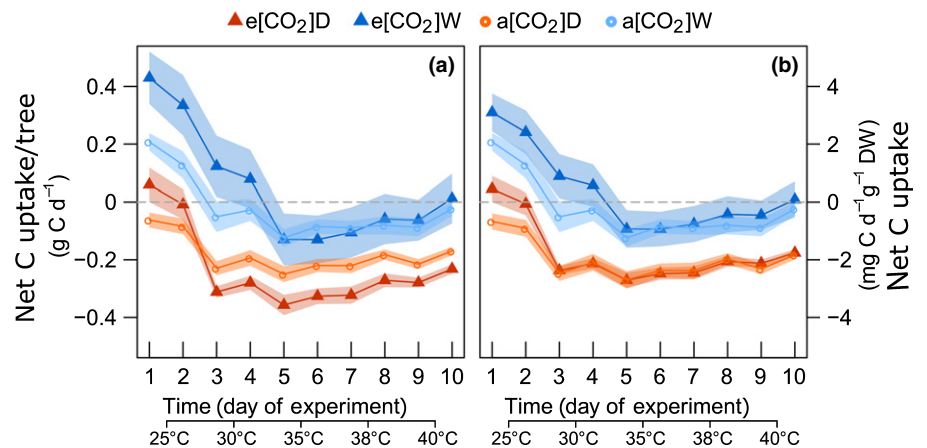 e[CO₂]D e[CO₂]W a[CO₂]D a[CO₂]W
(a)
(b)
Net C uptake/tree
(g C d⁻¹)
0.4
0.2
0
−0.2
−0.4
4
2
0
−2
−4
(mg C d⁻¹ g⁻¹ DW)
Net C uptake
1 2 3 4 5 6 7 8 9 10
1 2 3 4 5 6 7 8 9 10
Time (day of experiment)
Time (day of experiment)
25°C 30°C 35°C 38°C 40°C
25°C 30°C 35°C 38°C 40°C